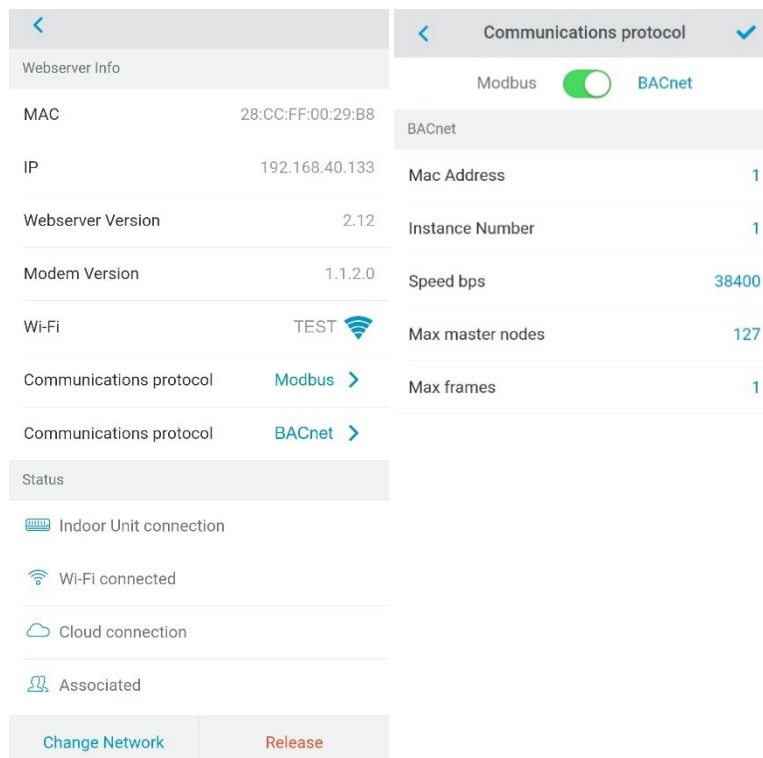 Webserver Info
MAC 28:CC:FF:00:29:B8
IP 192.168.40.133
Webserver Version 2.12
Modem Version 1.1.2.0
Wi-Fi TEST
Communications protocol Modbus
Communications protocol BACnet
Status
Indoor Unit connection
Wi-Fi connected
Cloud connection
Associated
Change Network Release
Communications protocol
Modbus BACnet
BACnet
Mac Address 1
Instance Number 1
Speed bps 38400
Max master nodes 127
Max frames 1